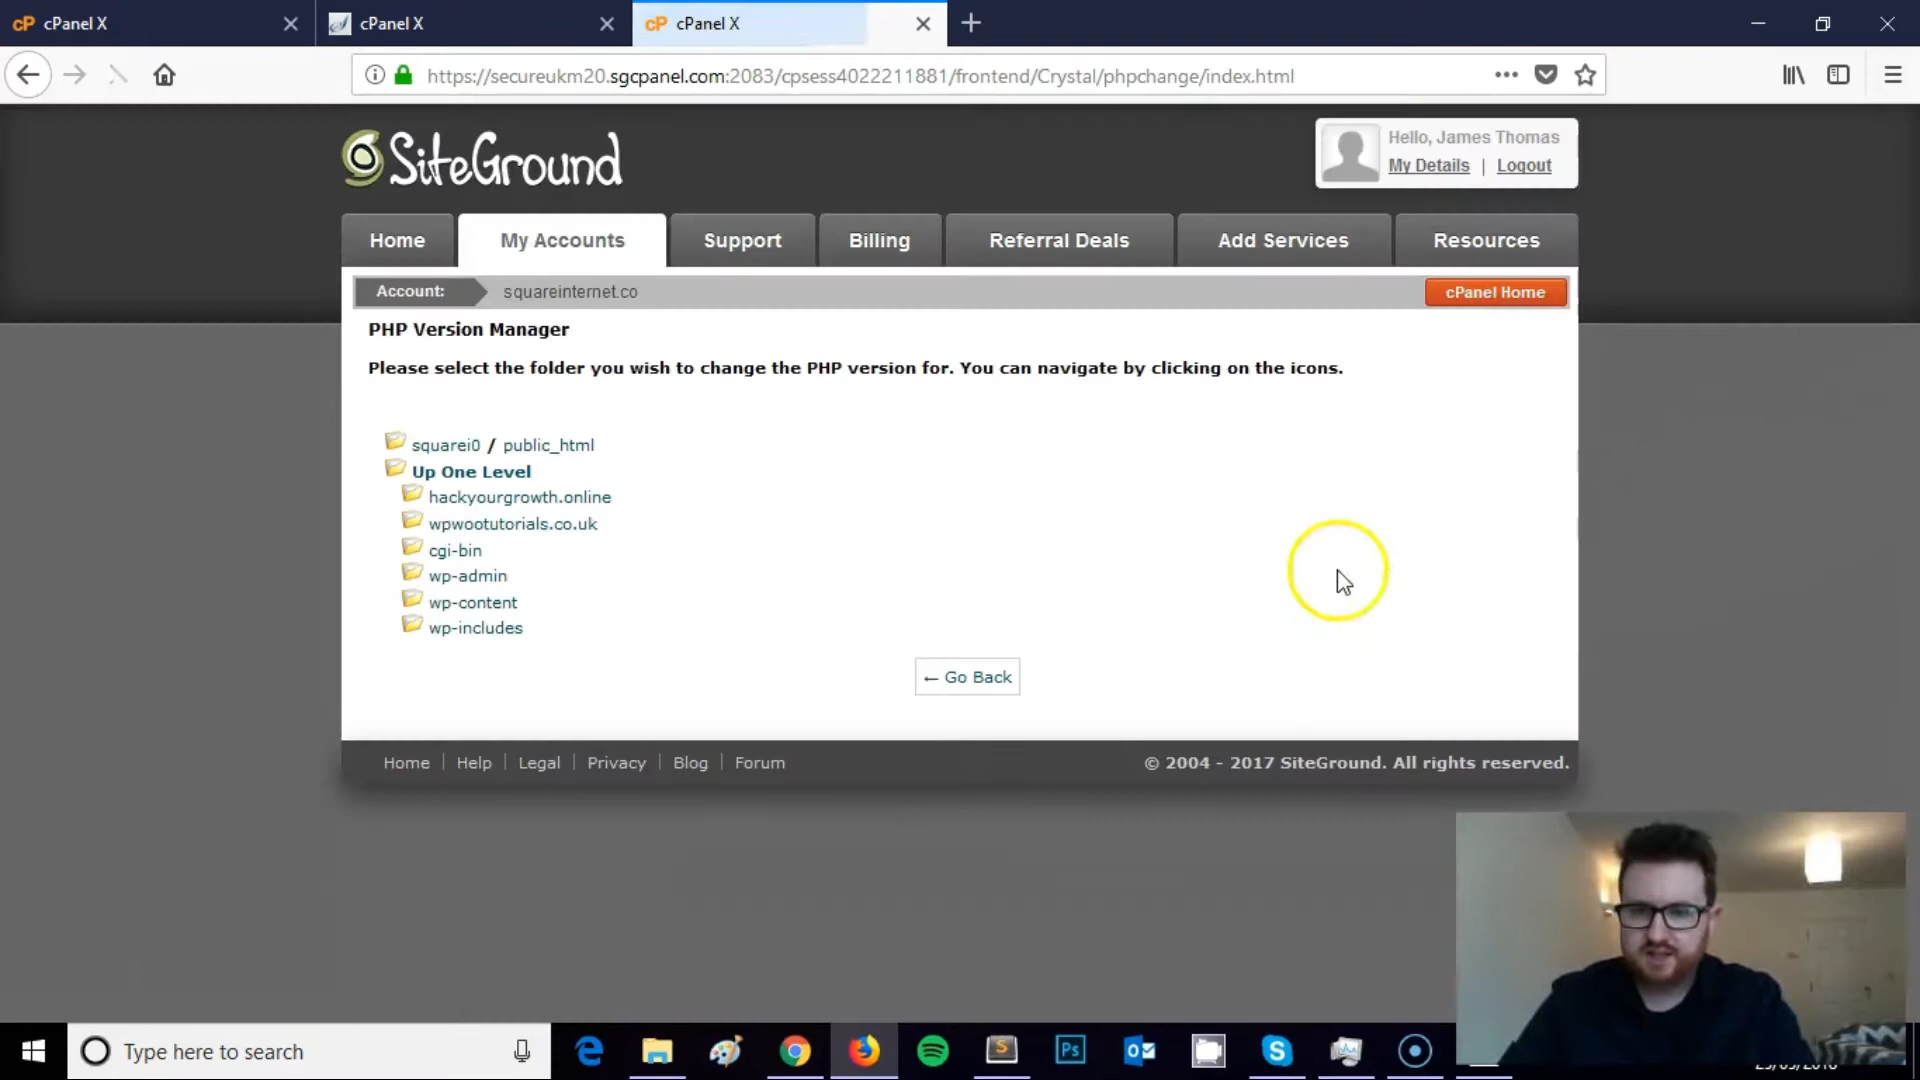 cPanel X
cPanel X
cPanel X
https://secureukm20.sgcpanel.com:2083/cpsess4022211881/frontend/Crystal/phpchange/index.html
SiteGround
Hello, James Thomas
My Details | Logout
Home
My Accounts
Support
Billing
Referral Deals
Add Services
Resources
Account:
squareinternet.co
cPanel Home
PHP Version Manager
Please select the folder you wish to change the PHP version for. You can navigate by clicking on the icons.
squarei0 / public_html
Up One Level
hackyourgrowth.online
wpwootutorials.co.uk
cgi-bin
wp-admin
wp-content
wp-includes
← Go Back
Home | Help | Legal | Privacy | Blog | Forum
© 2004 - 2017 SiteGround. All rights reserved.
Type here to search